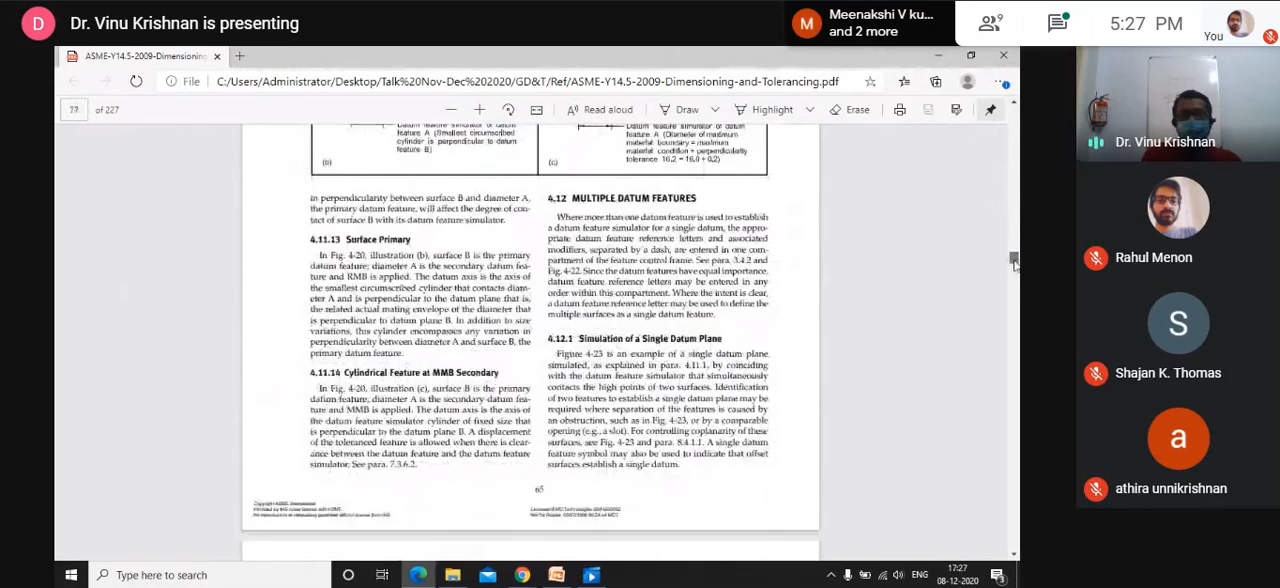 D Dr. Vinu Krishnan is presenting
M Meenakshi V ku...
and 2 more
9
5:27 PM
You
ASME-Y14.5-2009-Dimensioning-
File C:/Users/Administrator/Desktop/Talk%20Nov-Dec%202020/GD&T/Ref/ASME-Y14.5-2009-Dimensioning-and-Tolerancing.pdf
of 227
Read aloud Draw Highlight Erase
Datum feature simulator of datum
feature A (Smallest circumscribed
cylinder is perpendicular to datum
feature B)
(b)
Datum feature simulator of datum
feature A (Diameter of maximum
material boundary = maximum
material condition + perpendicularity
tolerance 16.2 = 16.0 + 0.2)
(c)
in perpendicularity between surface B and diameter A,
the primary datum feature, will affect the degree of con-
tact of surface B with its datum feature simulator.
4.11.13 Surface Primary
In Fig. 4-20, illustration (b), surface B is the primary
datum feature; diameter A is the secondary datum fea-
ture and RMB is applied. The datum axis is the axis of
the smallest circumscribed cylinder that contacts diam-
eter A and is perpendicular to the datum plane that is,
the related actual mating envelope of the diameter that
is perpendicular to datum plane B. In addition to size
variations, this cylinder encompasses any variation in
perpendicularity between diameter A and surface B, the
primary datum feature.
4.11.14 Cylindrical Feature at MMB Secondary
In Fig. 4-20, illustration (c), surface B is the primary
datum feature, diameter A is the secondary datum fea-
ture and MMB is applied. The datum axis is the axis of
the datum feature simulator cylinder of fixed size that
is perpendicular to the datum plane B. A displacement
of the toleranced feature is allowed when there is clear-
ance between the datum feature and the datum feature
simulator. See para. 7.3.6.2.
4.12 MULTIPLE DATUM FEATURES
Where more than one datum feature is used to establish
a datum feature simulator for a single datum, the appro-
priate datum feature reference letters and associated
modifiers, separated by a dash, are entered in one com-
partment of the feature control frame. See para. 3.4.2 and
Fig. 4-22. Since the datum features have equal importance,
datum feature reference letters may be entered in any
order within this compartment. Where the intent is clear,
a datum feature reference letter may be used to define the
multiple surfaces as a single datum feature.
4.12.1 Simulation of a Single Datum Plane
Figure 4-23 is an example of a single datum plane
simulated, as explained in para. 4.11.1, by coinciding
with the datum feature simulator that simultaneously
contacts the high points of two surfaces. Identification
of two features to establish a single datum plane may be
required where separation of the features is caused by
an obstruction, such as in Fig. 4-23, or by a comparable
opening (e.g., a slot). For controlling coplanarity of these
surfaces, see Fig. 4-23 and para. 8.4.1.1. A single datum
feature symbol may also be used to indicate that offset
surfaces establish a single datum.
65
Dr. Vinu Krishnan
Rahul Menon
S
Shajan K. Thomas
a
athira unnikrishnan
Type here to search
ENG
17:27
08-12-2020
3